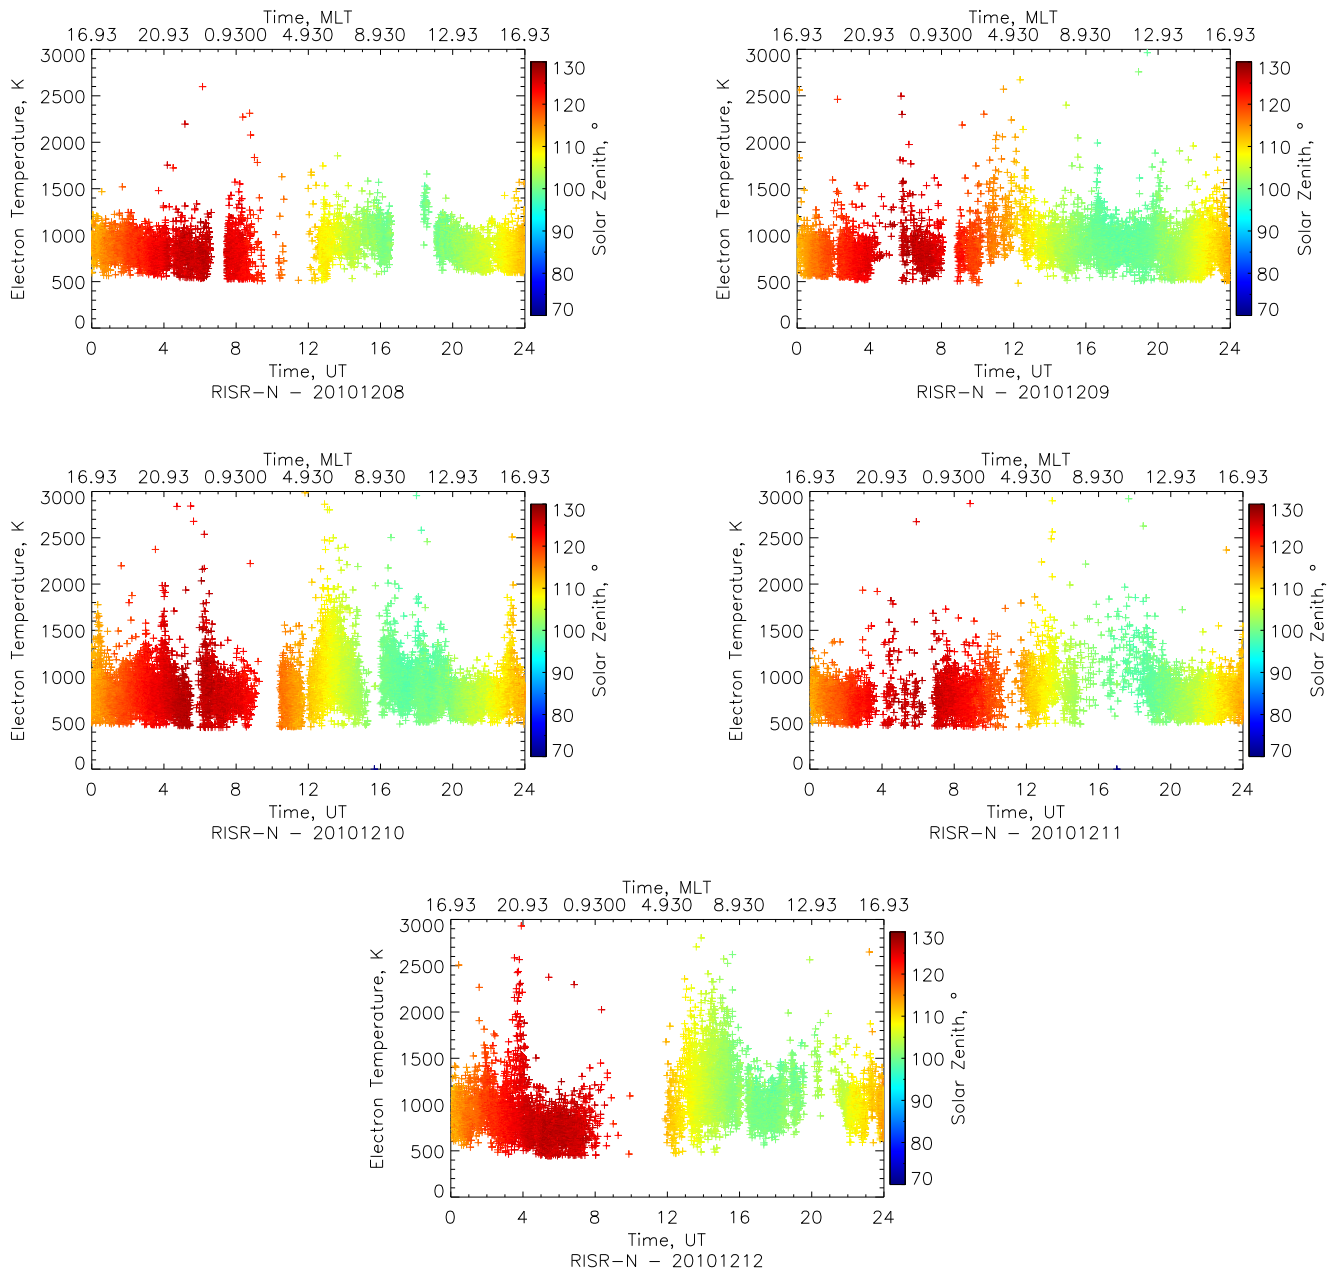 Time, MLT
16.93 20.93 0.9300 4.930 8.930 12.93 16.93
Electron Temperature, K
3000
2500
2000
1500
1000
500
0
0 4 8 12 16 20 24
Time, UT
RISR-N - 20101208
130
120
110
100
90
80
70
Solar Zenith, °
Time, MLT
16.93 20.93 0.9300 4.930 8.930 12.93 16.93
Electron Temperature, K
3000
2500
2000
1500
1000
500
0
0 4 8 12 16 20 24
Time, UT
RISR-N - 20101209
130
120
110
100
90
80
70
Solar Zenith, °
Time, MLT
16.93 20.93 0.9300 4.930 8.930 12.93 16.93
Electron Temperature, K
3000
2500
2000
1500
1000
500
0
0 4 8 12 16 20 24
Time, UT
RISR-N - 20101210
130
120
110
100
90
80
70
Solar Zenith, °
Time, MLT
16.93 20.93 0.9300 4.930 8.930 12.93 16.93
Electron Temperature, K
3000
2500
2000
1500
1000
500
0
0 4 8 12 16 20 24
Time, UT
RISR-N - 20101211
130
120
110
100
90
80
70
Solar Zenith, °
Time, MLT
16.93 20.93 0.9300 4.930 8.930 12.93 16.93
Electron Temperature, K
3000
2500
2000
1500
1000
500
0
0 4 8 12 16 20 24
Time, UT
RISR-N - 20101212
130
120
110
100
90
80
70
Solar Zenith, °